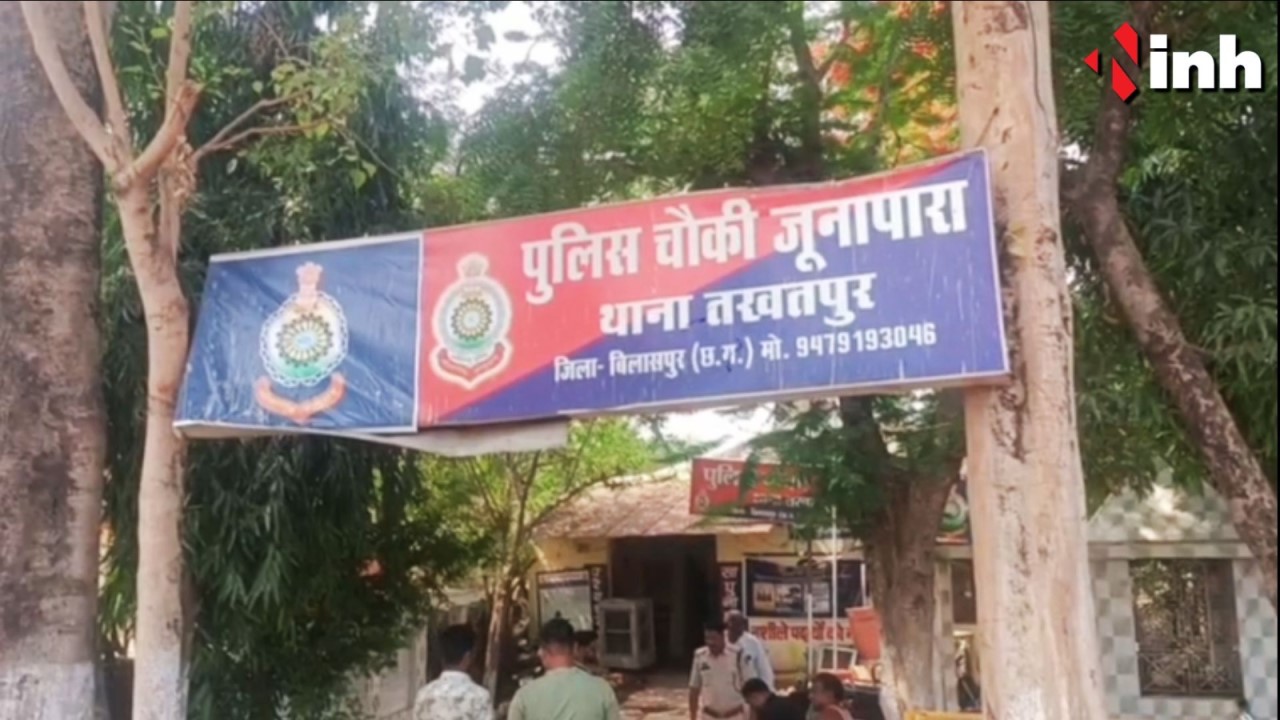 inh
पुलिस चौकी जूनापारा
थाना तखतपुर
जिला- बिलासपुर (छ.ग.) मो. 9479193046
पुलिस